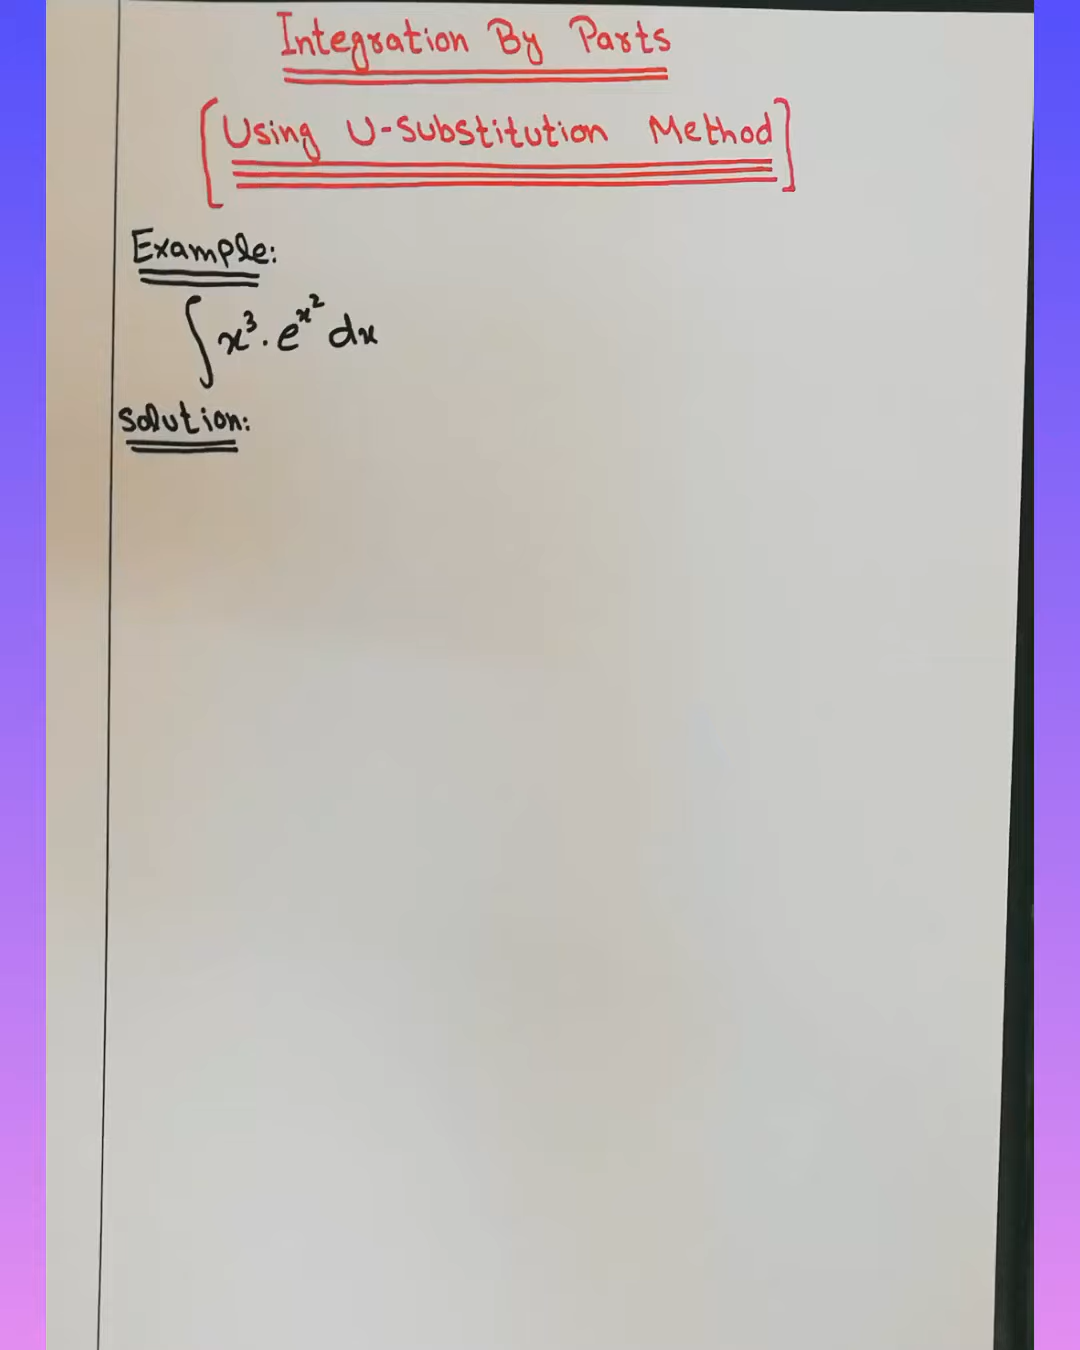 Integration By Parts
[Using U-Substitution Method]
Example:
∫x³.e^x² dx
Solution: